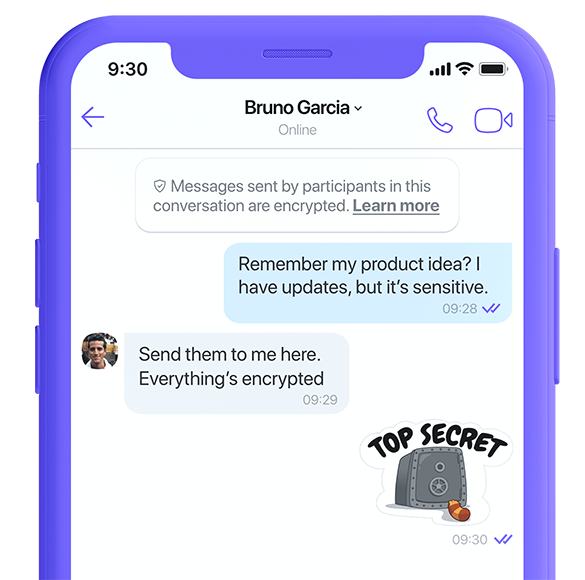 9:30
Bruno Garcia
Online
Messages sent by participants in this
conversation are encrypted. Learn more
Remember my product idea? I
have updates, but it's sensitive.
09:28
Send them to me here.
Everything's encrypted
09:29
TOP SECRET
09:30